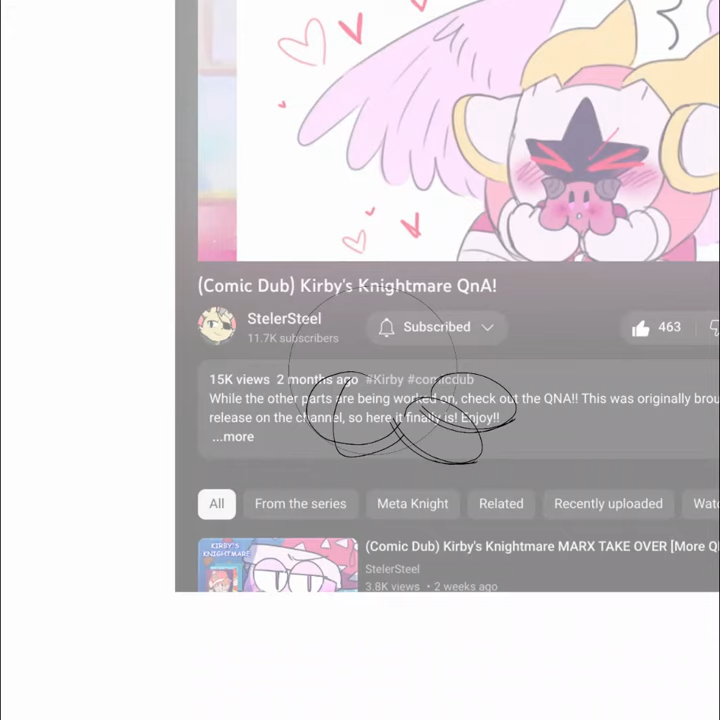 (Comic Dub) Kirby's Knightmare QnA!
StelerSteel
11.7K subscribers
Subscribed
463
15K views 2 months ago #Kirby #comicdub
While the other parts are being worked on, check out the QNA!! This was originally brou
release on the channel, so here it finally is! Enjoy!!
...more
All
From the series
Meta Knight
Related
Recently uploaded
Watc
KIRBY'S
KNIGHTMARE
(Comic Dub) Kirby's Knightmare MARX TAKE OVER [More Q
StelerSteel
3.8K views • 2 weeks ago